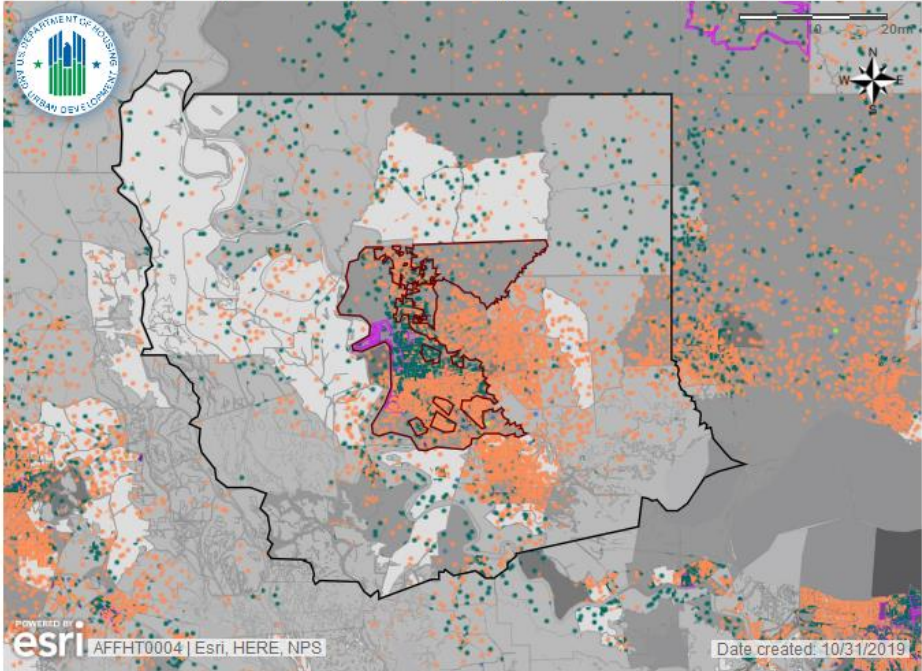 U.S. DEPARTMENT OF HOUSING
AND URBAN DEVELOPMENT
10
20mi
N
W
E
S
POWERED BY
esri
AFFHT0004 | Esri, HERE, NPS
Date created: 10/31/2019